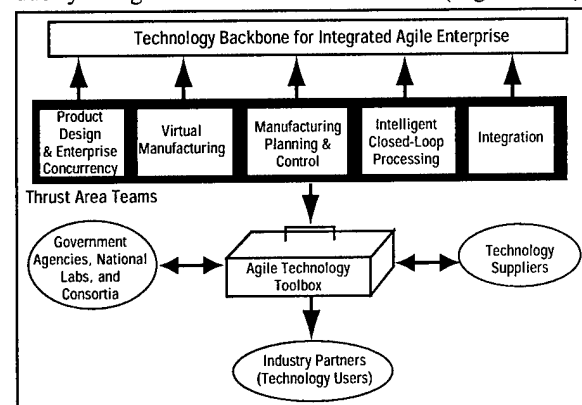 Technology Backbone for Integrated Agile Enterprise
Product
Design
& Enterprise
Concurrency
Virtual
Manufacturing
Manufacturing
Planning &
Control
Intelligent
Closed-Loop
Processing
Integration
Thrust Area Teams
Government
Agencies, National
Labs, and
Consortia
Agile Technology
Toolbox
Technology
Suppliers
Industry Partners
(Technology Users)